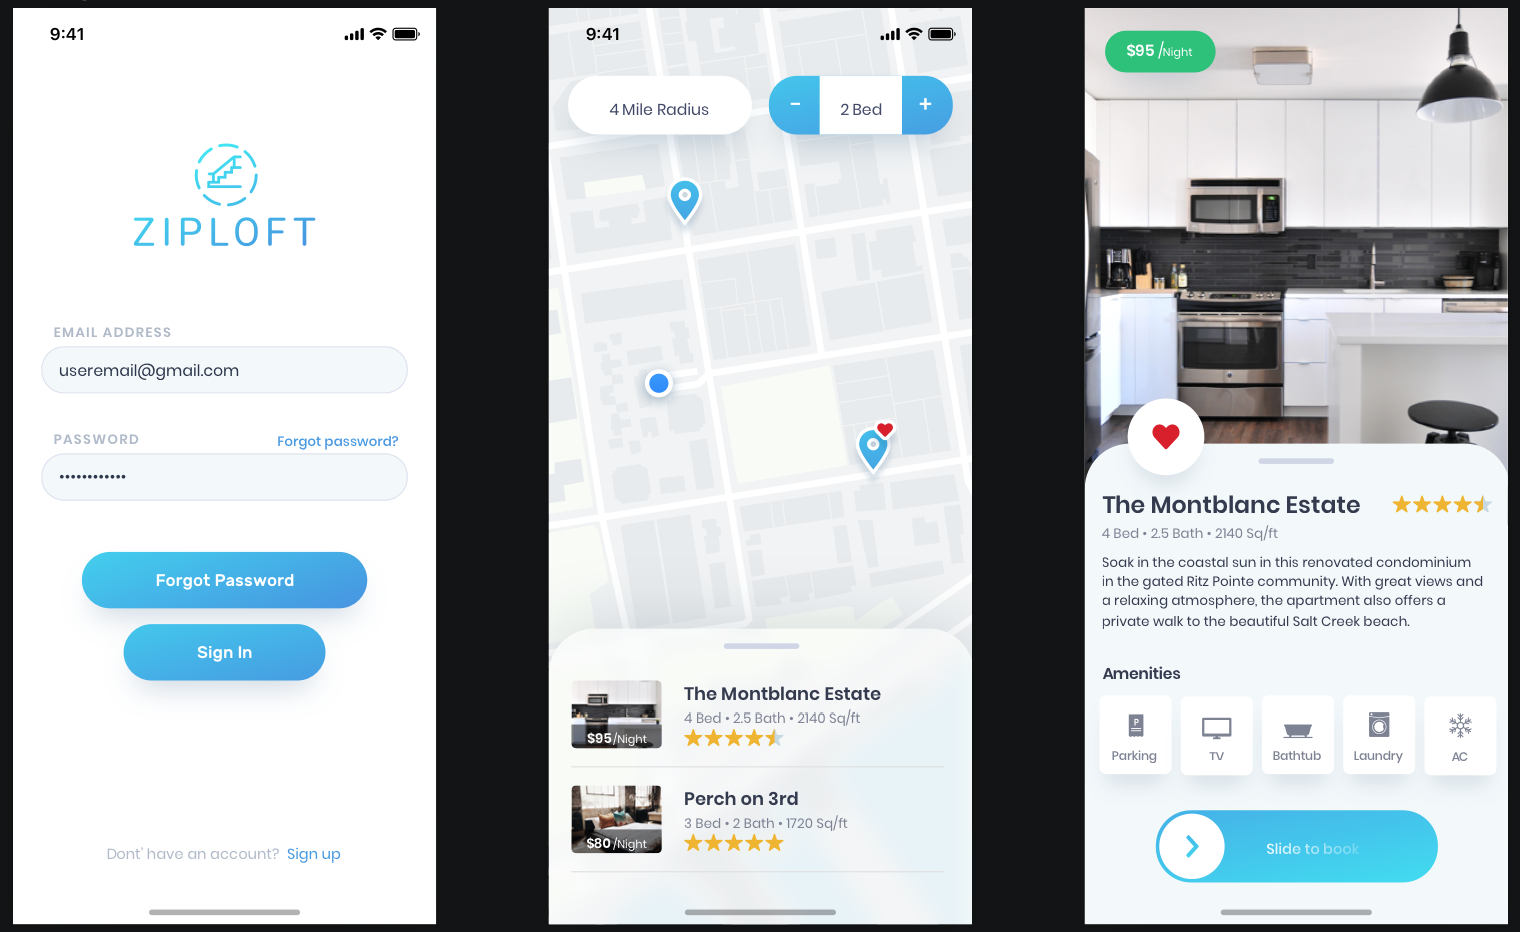 9:41
ZIPLOFT
EMAIL ADDRESS
useremail@gmail.com
PASSWORD
Forgot password?
••••••••••••
Forgot Password
Sign In
Dont' have an account? Sign up
9:41
4 Mile Radius
- 2 Bed +
The Montblanc Estate
4 Bed • 2.5 Bath • 2140 Sq/ft
$95/Night
Perch on 3rd
3 Bed • 2 Bath • 1720 Sq/ft
$80/Night
$95 /Night
The Montblanc Estate
4 Bed • 2.5 Bath • 2140 Sq/ft
Soak in the coastal sun in this renovated condominium
in the gated Ritz Pointe community. With great views and
a relaxing atmosphere, the apartment also offers a
private walk to the beautiful Salt Creek beach.
Amenities
P
Parking
TV
Bathtub
Laundry
AC
Slide to book